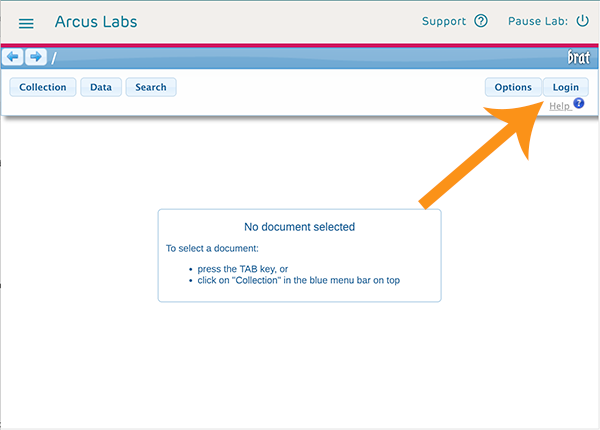 Arcus Labs Support ? Pause Lab:
/ brat
Collection Data Search Options Login
Help ?
No document selected
To select a document:
• press the TAB key, or
• click on "Collection" in the blue menu bar on top